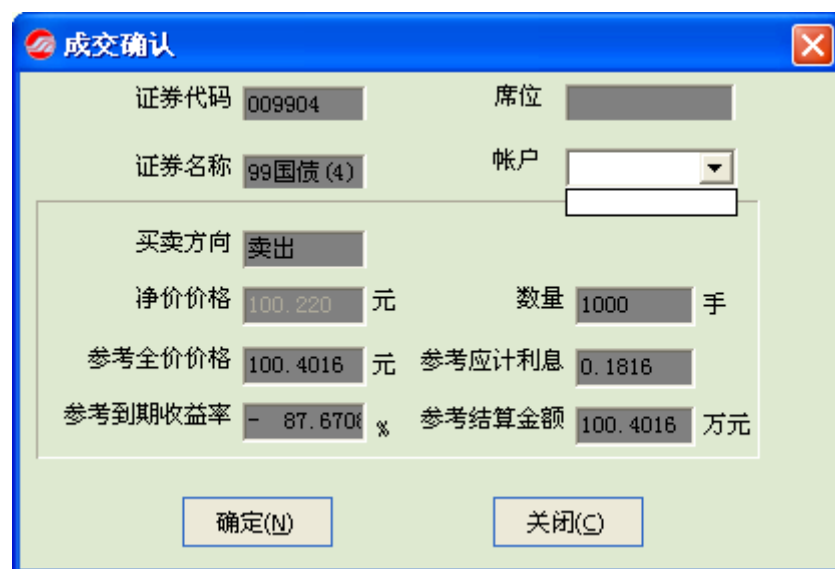 成交确认
证券代码 009904 席位
证券名称 99国债(4) 帐户
买卖方向 卖出
净价价格 100.220 元 数量 1000 手
参考全价价格 100.4016 元 参考应计利息 0.1816
参考到期收益率 - 87.6708 % 参考结算金额 100.4016 万元
确定(N) 关闭(C)